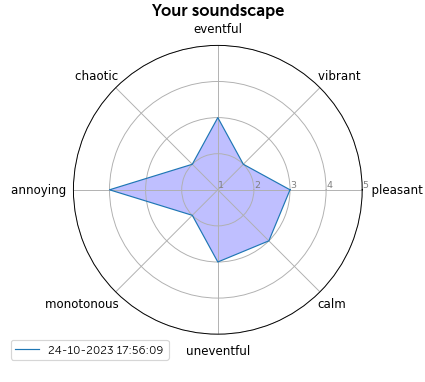 Your soundscape
eventful
chaotic
vibrant
annoying
1 2 3 4 5
pleasant
monotonous
calm
uneventful
24-10-2023 17:56:09